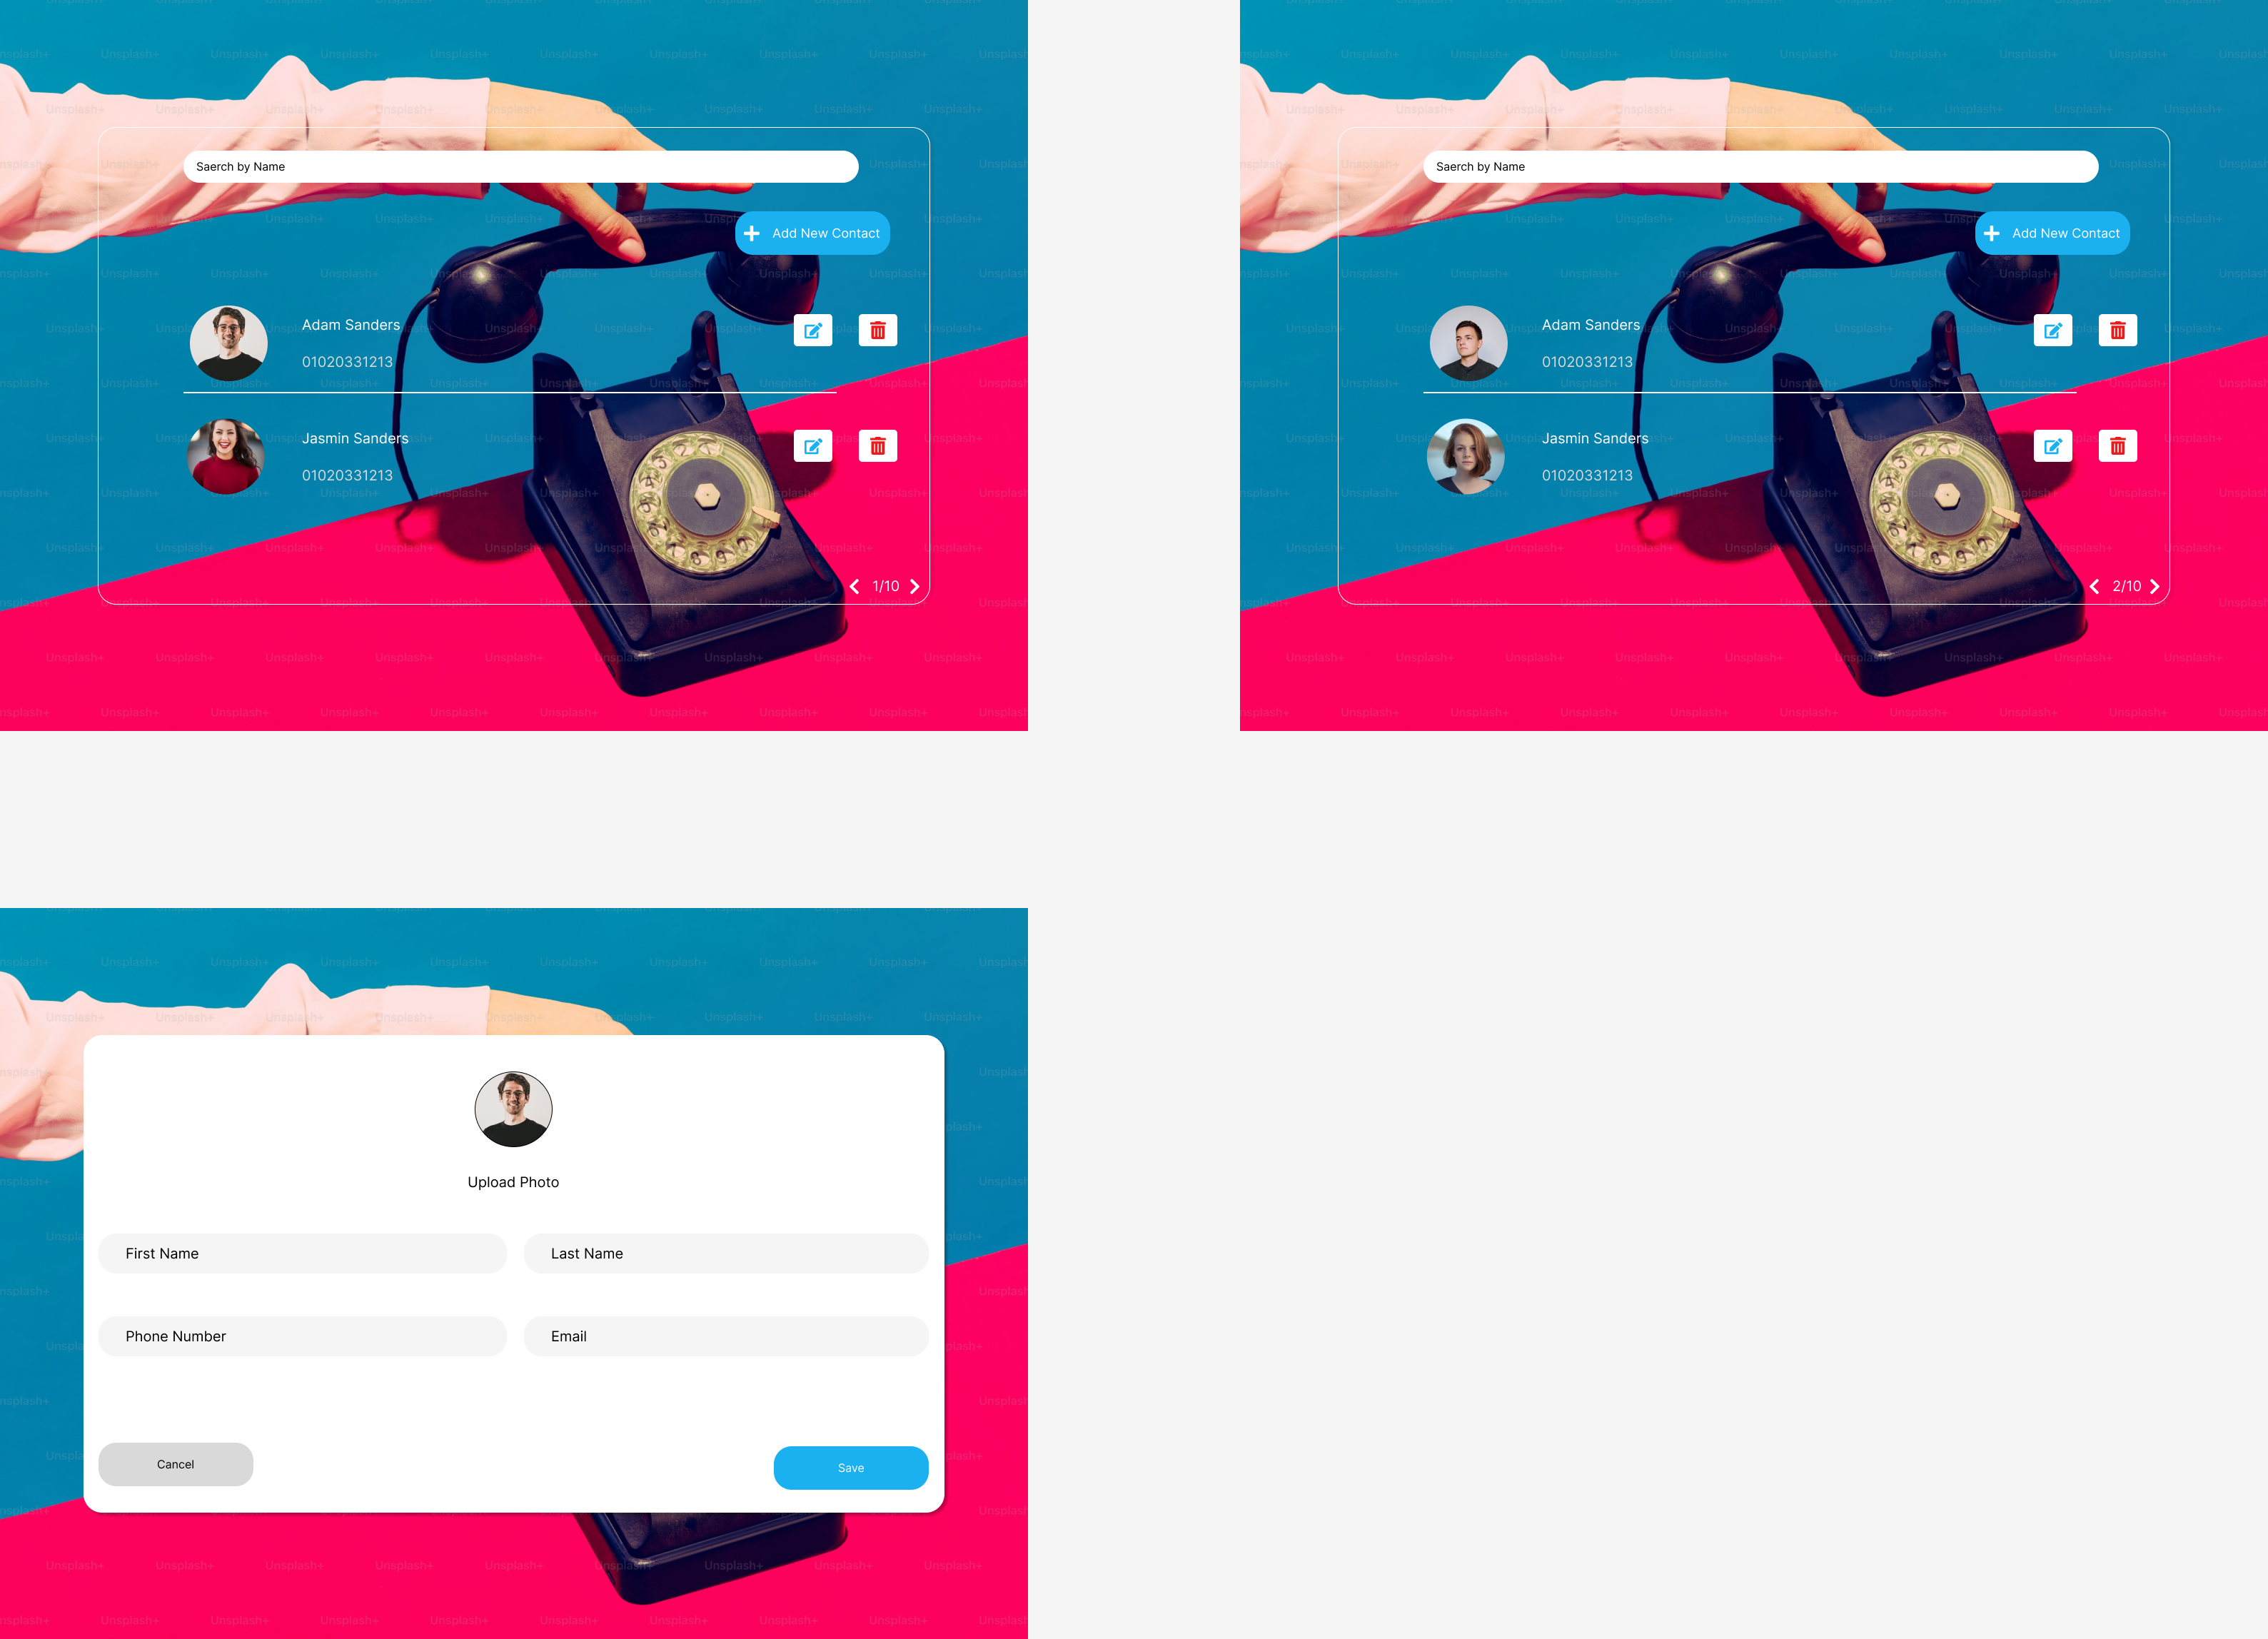 Saerch by Name
Add New Contact
Adam Sanders
01020331213
Jasmin Sanders
01020331213
1/10
Saerch by Name
Add New Contact
Adam Sanders
01020331213
Jasmin Sanders
01020331213
2/10
Upload Photo
First Name
Last Name
Phone Number
Email
Cancel
Save
Unsplash+